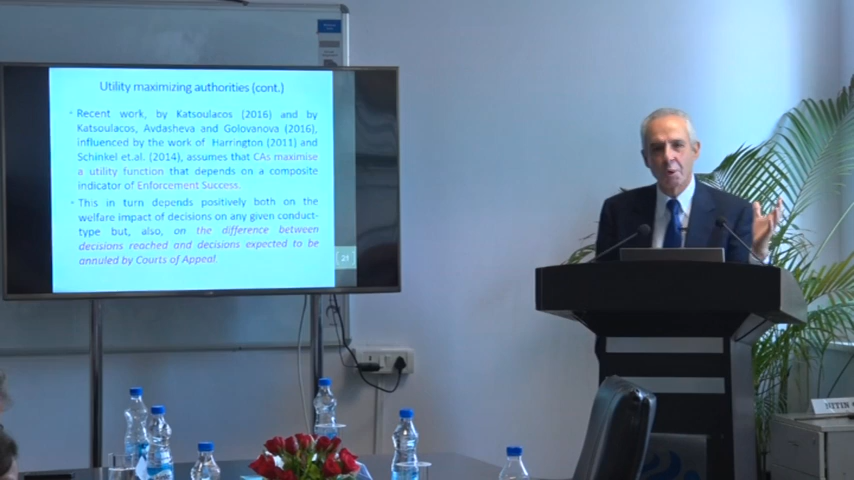 Utility maximizing authorities (cont.)
Recent work, by Katsoulacos (2016) and by
Katsoulacos, Avdasheva and Golovanova (2016),
influenced by the work of Harrington (2011) and
Schinkel et.al. (2014), assumes that CAs maximise
a utility function that depends on a composite
indicator of Enforcement Success.
This in turn depends positively both on the
welfare impact of decisions on any given conduct-
type but, also, on the difference between
decisions reached and decisions expected to be
annuled by Courts of Appeal.
21